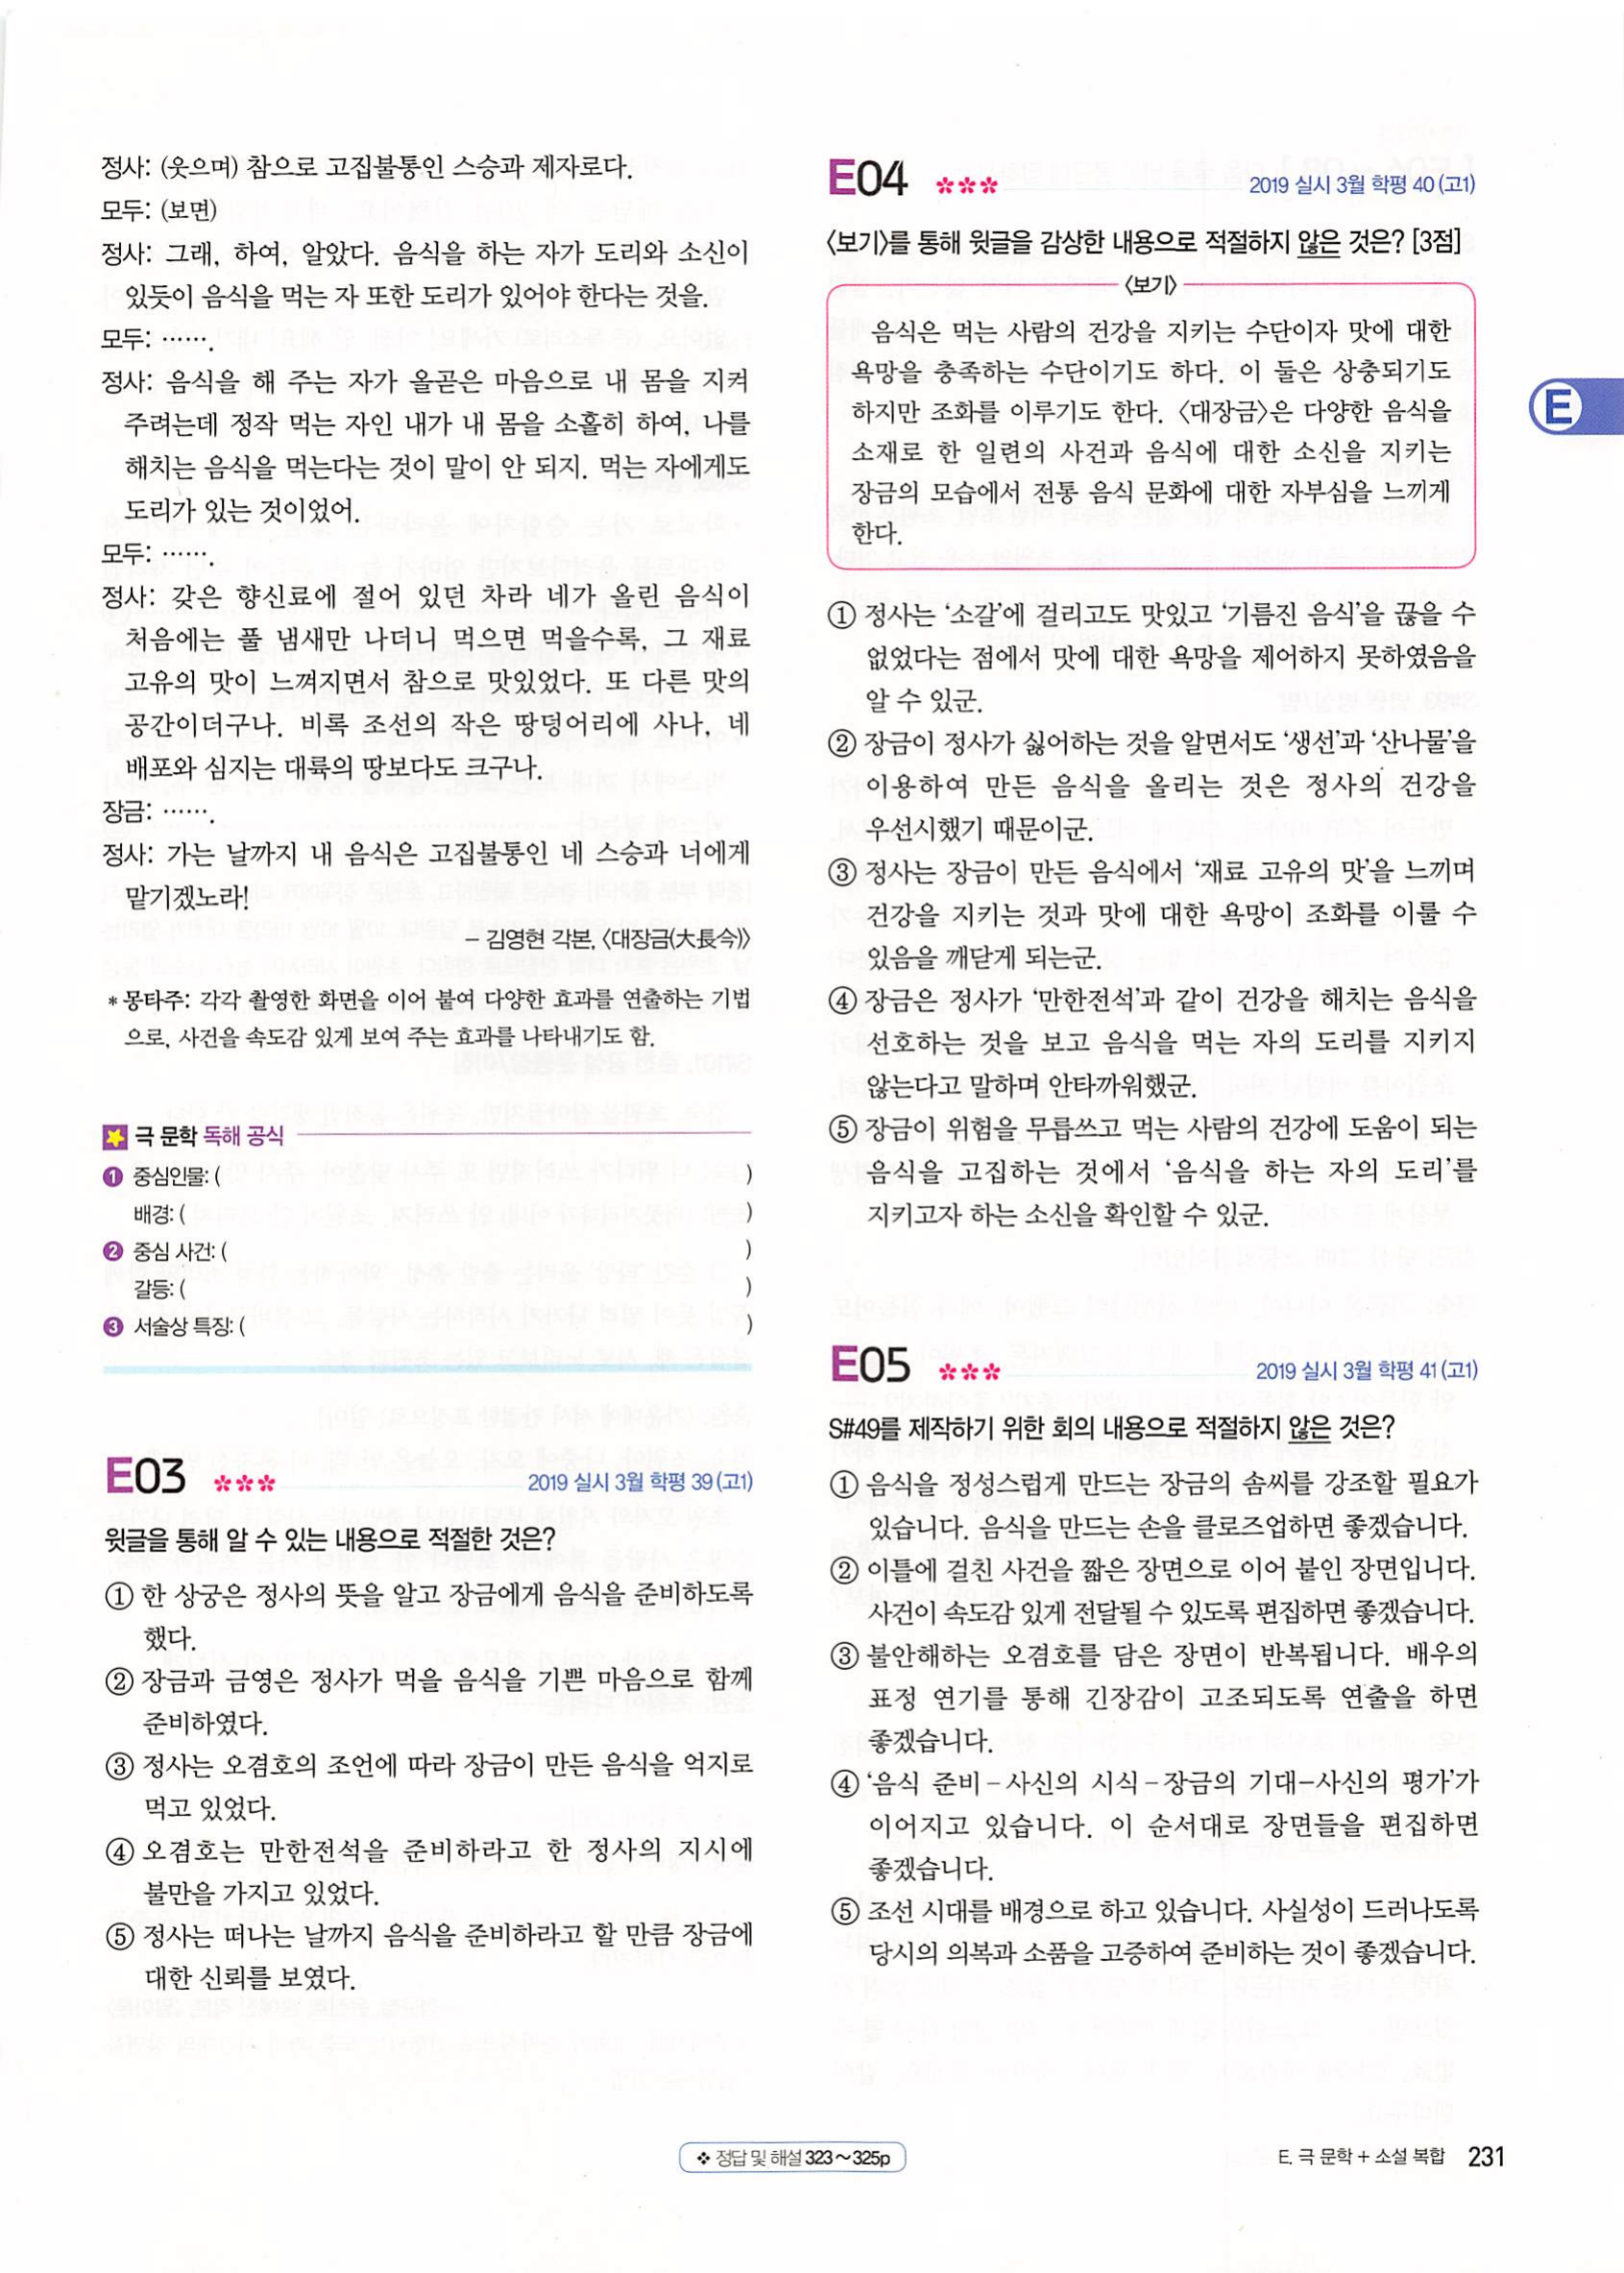 정사: (웃으며) 참으로 고집불통인 스승과 제자로다.
모두: (보면)
정사: 그래, 하여, 알았다. 음식을 하는 자가 도리와 소신이
있듯이 음식을 먹는 자 또한 도리가 있어야 한다는 것을.
모두: …….
정사: 음식을 해 주는 자가 올곧은 마음으로 내 몸을 지켜
주려는데 정작 먹는 자인 내가 내 몸을 소홀히 하여, 나를
해치는 음식을 먹는다는 것이 말이 안 되지. 먹는 자에게도
도리가 있는 것이었어.
모두: …….
정사: 갖은 향신료에 절어 있던 차라 네가 올린 음식이
처음에는 풀 냄새만 나더니 먹으면 먹을수록, 그 재료
고유의 맛이 느껴지면서 참으로 맛있었다. 또 다른 맛의
공간이더구나. 비록 조선의 작은 땅덩어리에 사나, 네
배포와 심지는 대륙의 땅보다도 크구나.
장금: …….
정사: 가는 날까지 내 음식은 고집불통인 네 스승과 너에게
맡기겠노라!
– 김영현 각본, 〈대장금(大長今)〉
* 몽타주: 각각 촬영한 화면을 이어 붙여 다양한 효과를 연출하는 기법
으로, 사건을 속도감 있게 보여 주는 효과를 나타내기도 함.
극 문학 독해 공식
❶ 중심인물: ( )
배경: ( )
❷ 중심 사건: ( )
갈등: ( )
❸ 서술상 특징: ( )
E03 *** 2019 실시 3월 학평 39 (고1)
윗글을 통해 알 수 있는 내용으로 적절한 것은?
① 한 상궁은 정사의 뜻을 알고 장금에게 음식을 준비하도록
했다.
② 장금과 금영은 정사가 먹을 음식을 기쁜 마음으로 함께
준비하였다.
③ 정사는 오겸호의 조언에 따라 장금이 만든 음식을 억지로
먹고 있었다.
④ 오겸호는 만한전석을 준비하라고 한 정사의 지시에
불만을 가지고 있었다.
⑤ 정사는 떠나는 날까지 음식을 준비하라고 할 만큼 장금에
대한 신뢰를 보였다.
E04 *** 2019 실시 3월 학평 40 (고1)
〈보기〉를 통해 윗글을 감상한 내용으로 적절하지 않은 것은? [3점]
〈보기〉
음식은 먹는 사람의 건강을 지키는 수단이자 맛에 대한
욕망을 충족하는 수단이기도 하다. 이 둘은 상충되기도
하지만 조화를 이루기도 한다. 〈대장금〉은 다양한 음식을
소재로 한 일련의 사건과 음식에 대한 소신을 지키는
장금의 모습에서 전통 음식 문화에 대한 자부심을 느끼게
한다.
① 정사는 ‘소갈’에 걸리고도 맛있고 ‘기름진 음식’을 끊을 수
없었다는 점에서 맛에 대한 욕망을 제어하지 못하였음을
알 수 있군.
② 장금이 정사가 싫어하는 것을 알면서도 ‘생선’과 ‘산나물’을
이용하여 만든 음식을 올리는 것은 정사의 건강을
우선시했기 때문이군.
③ 정사는 장금이 만든 음식에서 ‘재료 고유의 맛’을 느끼며
건강을 지키는 것과 맛에 대한 욕망이 조화를 이룰 수
있음을 깨닫게 되는군.
④ 장금은 정사가 ‘만한전석’과 같이 건강을 해치는 음식을
선호하는 것을 보고 음식을 먹는 자의 도리를 지키지
않는다고 말하며 안타까워했군.
⑤ 장금이 위험을 무릅쓰고 먹는 사람의 건강에 도움이 되는
음식을 고집하는 것에서 ‘음식을 하는 자의 도리’를
지키고자 하는 소신을 확인할 수 있군.
E05 *** 2019 실시 3월 학평 41 (고1)
S#49를 제작하기 위한 회의 내용으로 적절하지 않은 것은?
① 음식을 정성스럽게 만드는 장금의 솜씨를 강조할 필요가
있습니다. 음식을 만드는 손을 클로즈업하면 좋겠습니다.
② 이틀에 걸친 사건을 짧은 장면으로 이어 붙인 장면입니다.
사건이 속도감 있게 전달될 수 있도록 편집하면 좋겠습니다.
③ 불안해하는 오겸호를 담은 장면이 반복됩니다. 배우의
표정 연기를 통해 긴장감이 고조되도록 연출을 하면
좋겠습니다.
④ ‘음식 준비 – 사신의 시식 – 장금의 기대 – 사신의 평가’가
이어지고 있습니다. 이 순서대로 장면들을 편집하면
좋겠습니다.
⑤ 조선 시대를 배경으로 하고 있습니다. 사실성이 드러나도록
당시의 의복과 소품을 고증하여 준비하는 것이 좋겠습니다.
E
❖ 정답 및 해설 323～325p
E. 극 문학 + 소설 복합 231